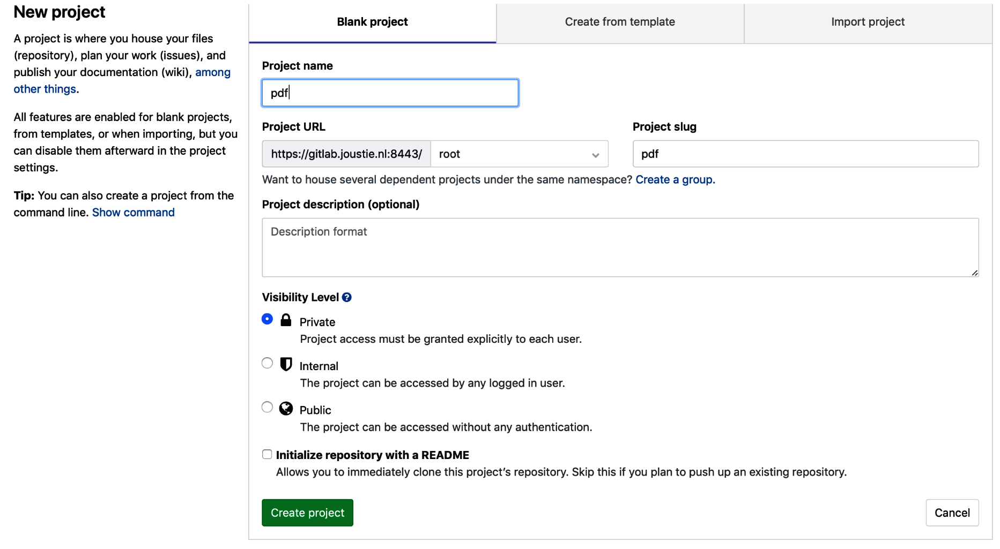 New project
A project is where you house your files
(repository), plan your work (issues), and
publish your documentation (wiki), among
other things.
All features are enabled for blank projects,
from templates, or when importing, but you
can disable them afterward in the project
settings.
Tip: You can also create a project from the
command line. Show command
Blank project
Create from template
Import project
Project name
pdf
Project URL
Project slug
https://gitlab.joustie.nl:8443/
root
pdf
Want to house several dependent projects under the same namespace? Create a group.
Project description (optional)
Description format
Visibility Level
Private
Project access must be granted explicitly to each user.
Internal
The project can be accessed by any logged in user.
Public
The project can be accessed without any authentication.
Initialize repository with a README
Allows you to immediately clone this project’s repository. Skip this if you plan to push up an existing repository.
Create project
Cancel